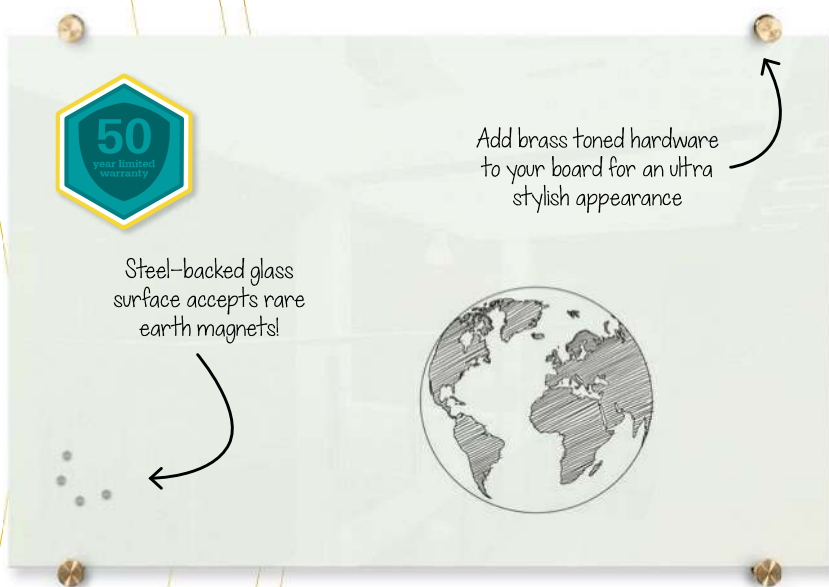 50
year limited
warranty
Add brass toned hardware
to your board for an ultra
stylish appearance
Steel-backed glass
surface accepts rare
earth magnets!